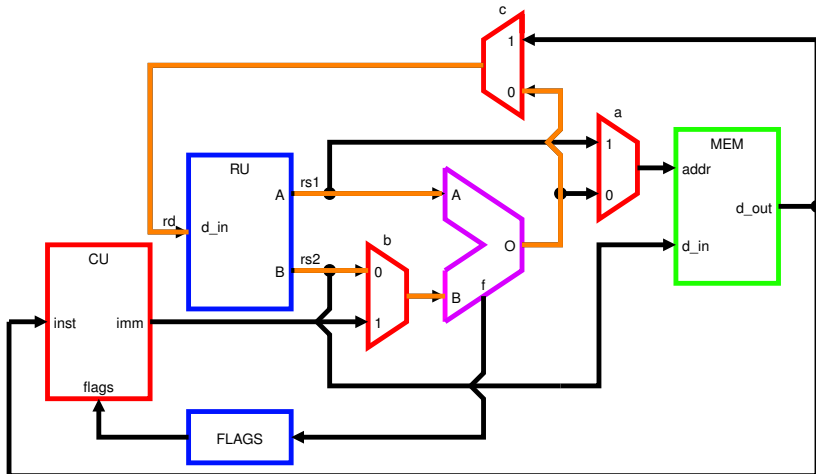 c
1
0
a
1
0
MEM
addr
d_out
d_in
RU
A
rs1
rd
d_in
B
rs2
b
0
1
A
B
O
f
CU
inst
imm
flags
FLAGS